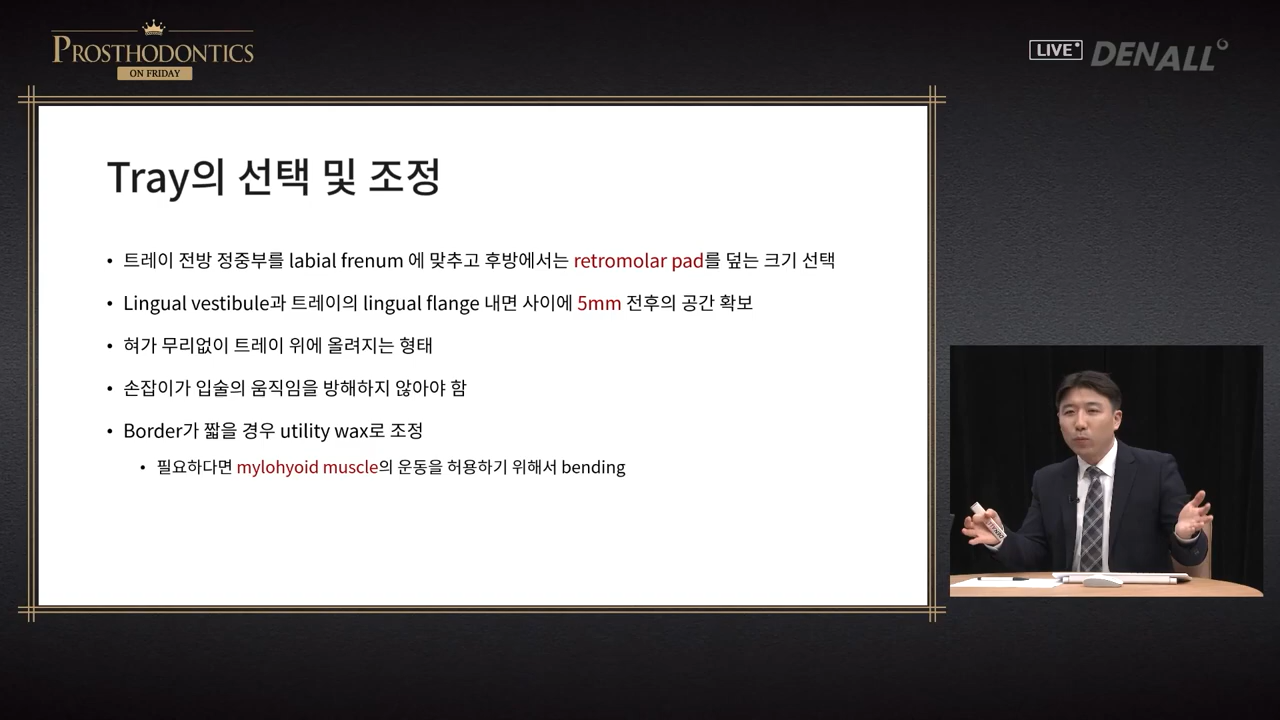 PROSTHODONTICS
ON FRIDAY
LIVE
DENALL
Tray의 선택 및 조정
• 트레이 전방 정중부를 labial frenum 에 맞추고 후방에서는 retromolar pad를 덮는 크기 선택
• Lingual vestibule과 트레이의 lingual flange 내면 사이에 5mm 전후의 공간 확보
• 혀가 무리없이 트레이 위에 올려지는 형태
• 손잡이가 입술의 움직임을 방해하지 않아야 함
• Border가 짧을 경우 utility wax로 조정
• 필요하다면 mylohyoid muscle의 운동을 허용하기 위해서 bending